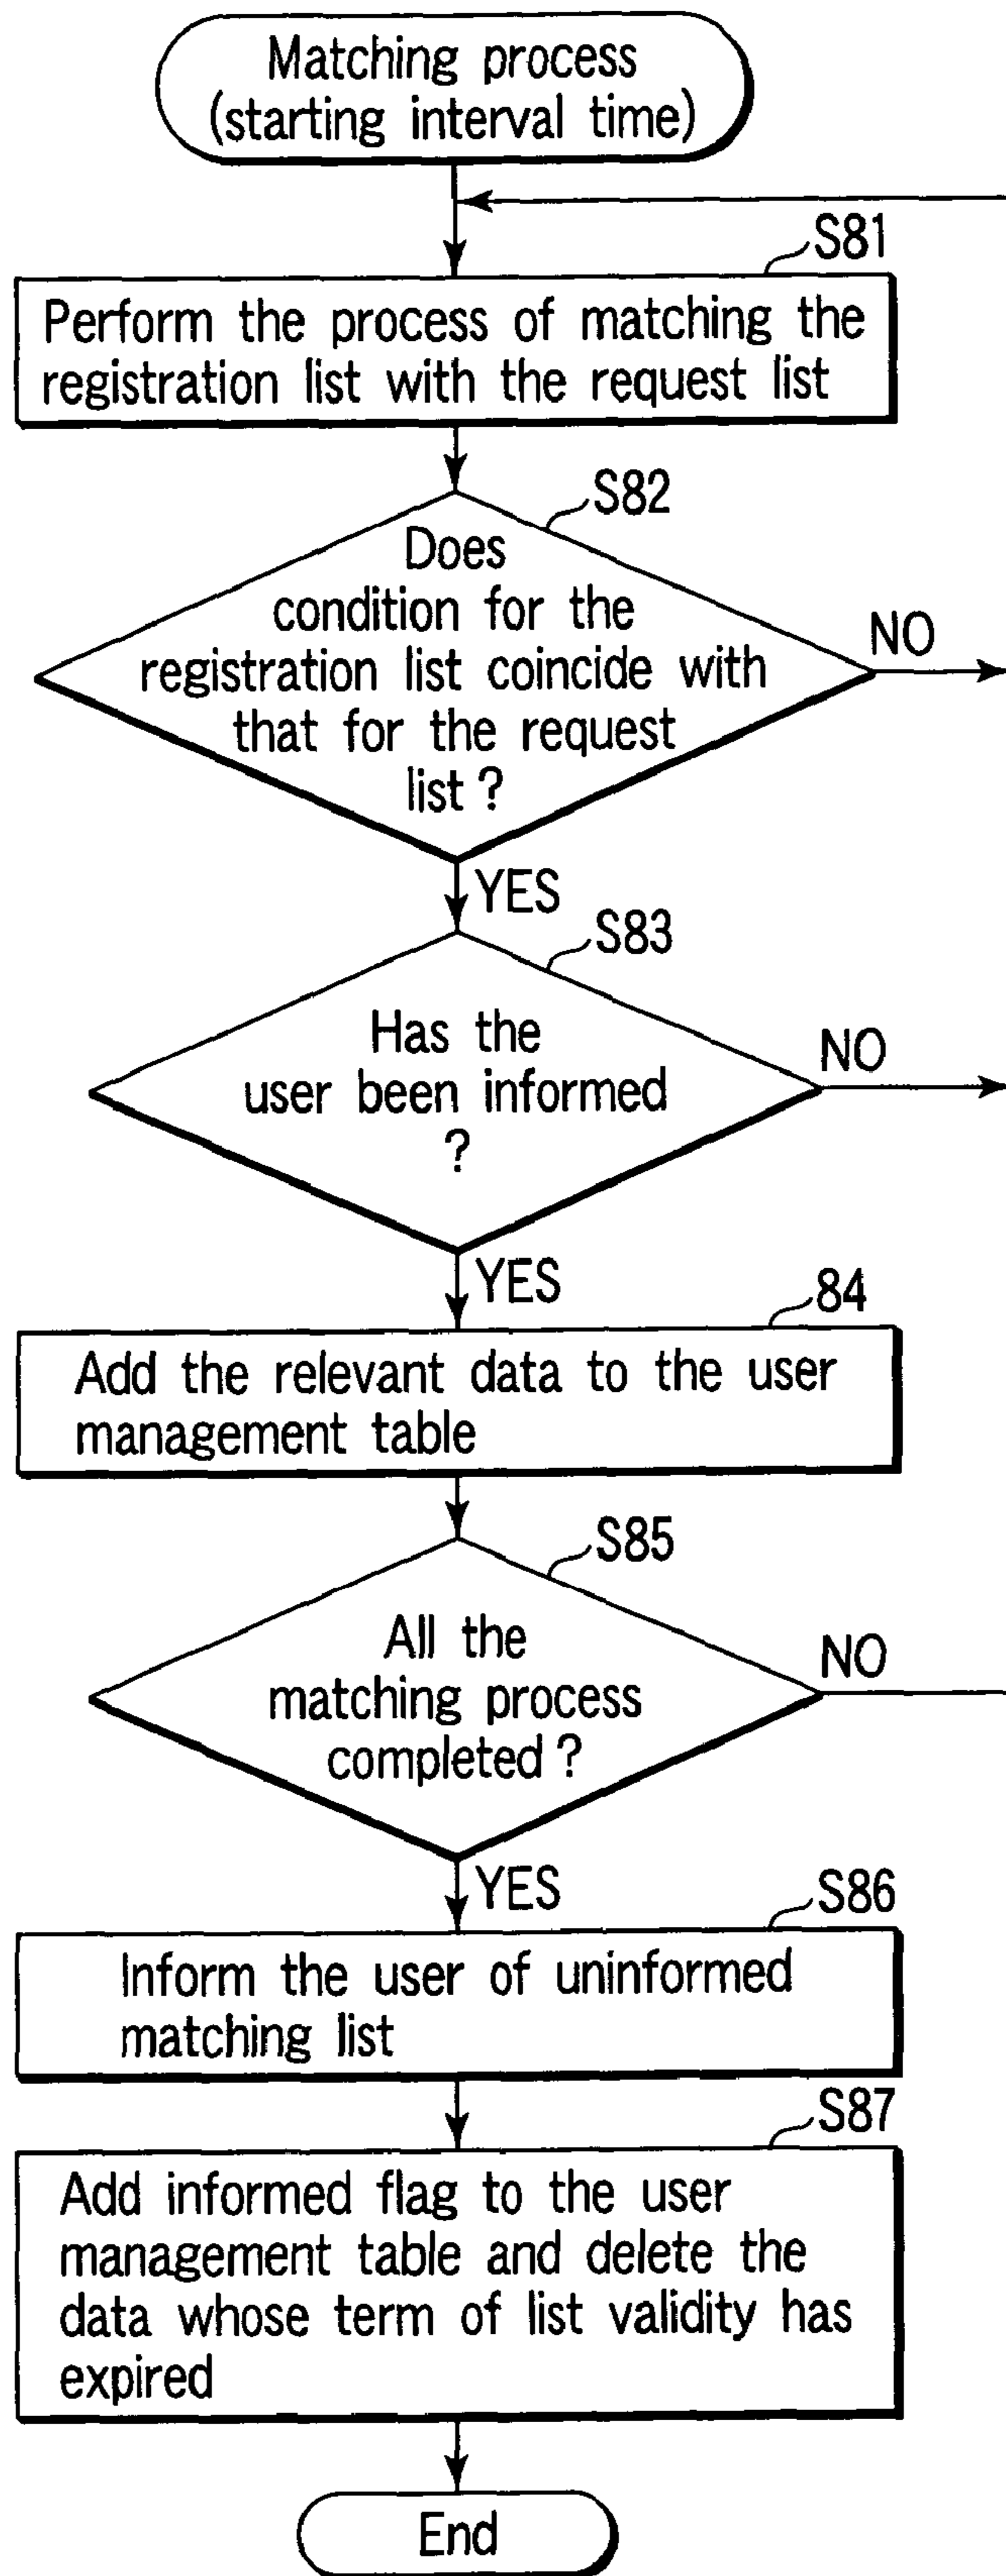 Matching process
(starting interval time)
S81
Perform the process of matching the
registration list with the request list
S82
Does
condition for the
registration list coincide with
that for the request
list ?
NO
YES
S83
Has the
user been informed
?
NO
YES
84
Add the relevant data to the user
management table
S85
All the
matching process
completed ?
NO
YES
S86
Inform the user of uninformed
matching list
S87
Add informed flag to the user
management table and delete the
data whose term of list validity has
expired
End